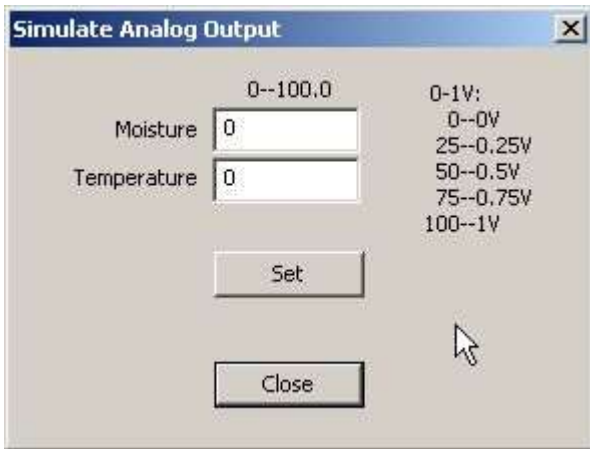 Simulate Analog Output
0--100.0
Moisture 0
Temperature 0
0-1V:
0--0V
25--0.25V
50--0.5V
75--0.75V
100--1V
Set
Close